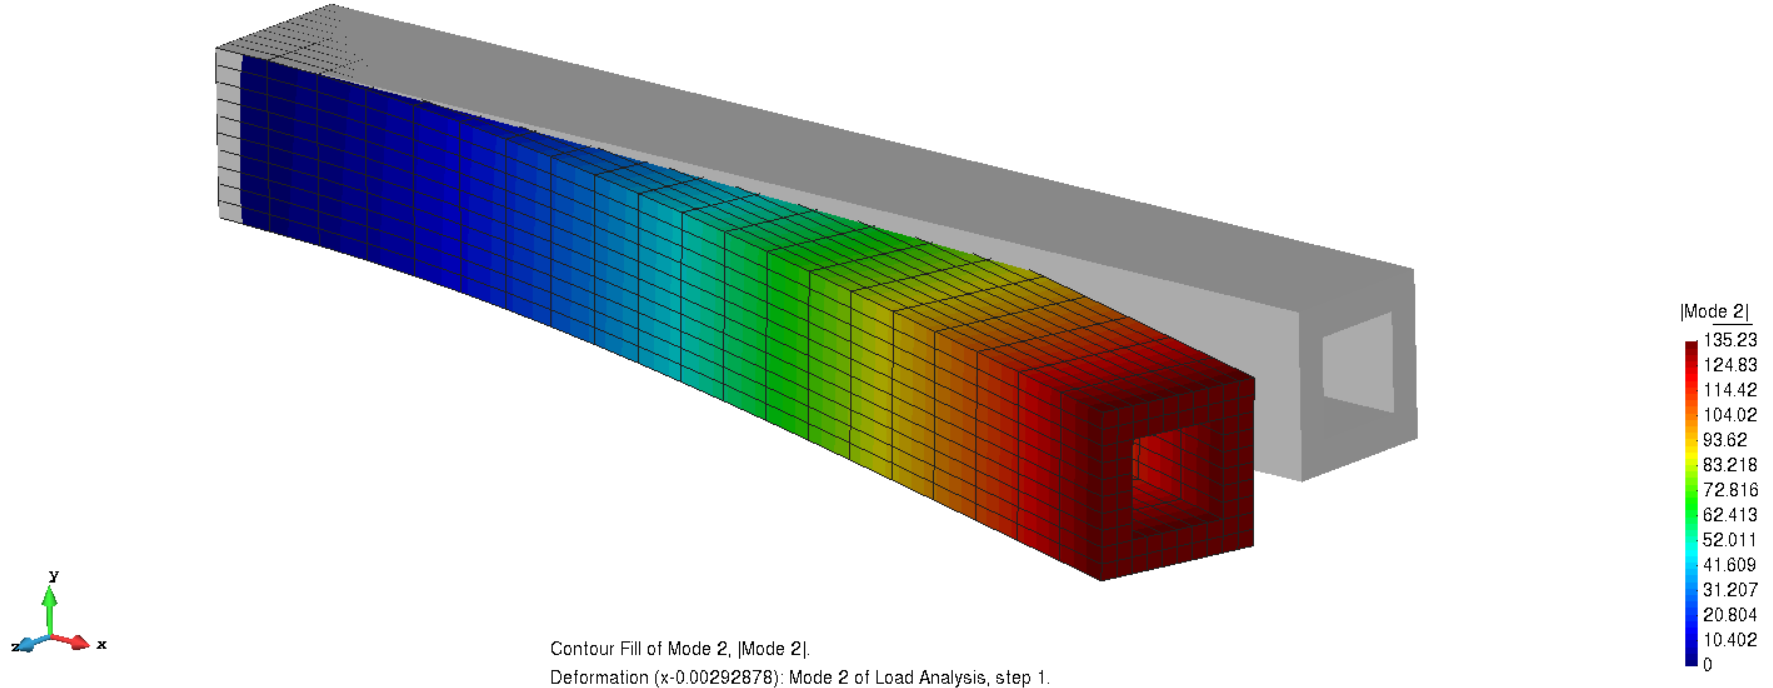 |Mode 2|
135.23
124.83
114.42
104.02
93.62
83.218
72.816
62.413
52.011
41.609
31.207
20.804
10.402
0
y
z
x
Contour Fill of Mode 2, |Mode 2|.
Deformation (x-0.00292878): Mode 2 of Load Analysis, step 1.